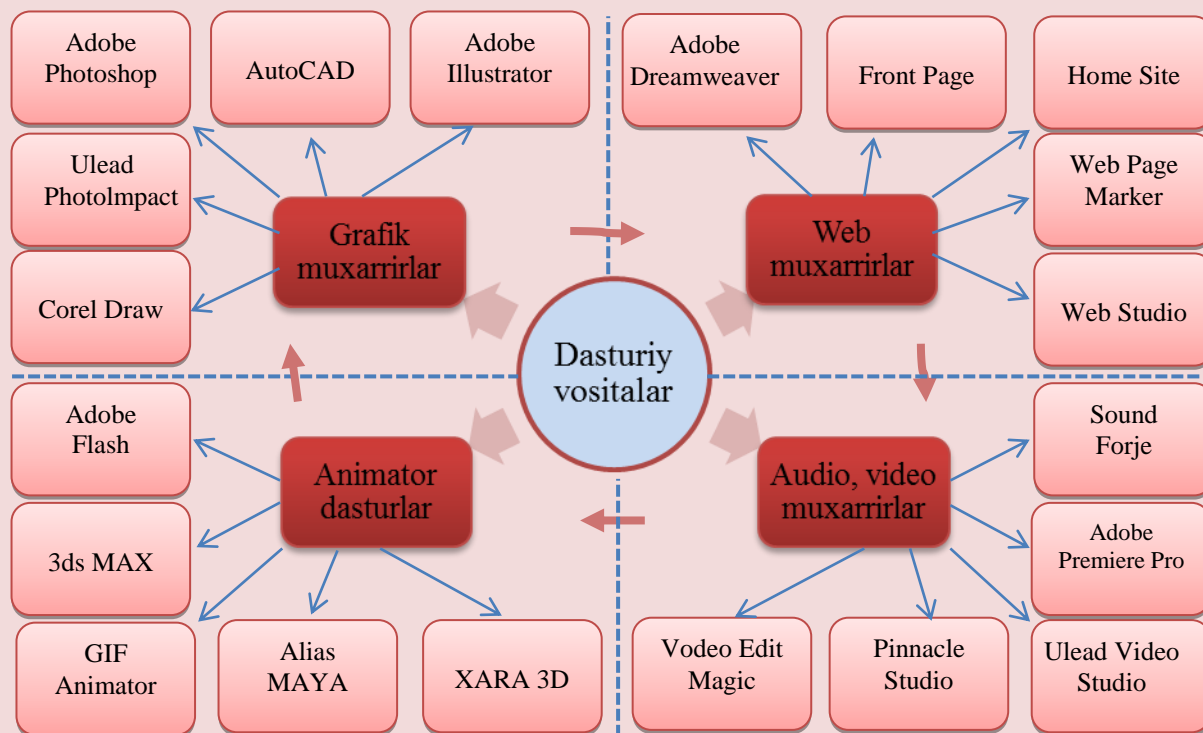 Adobe
Photoshop
AutoCAD
Adobe
Illustrator
Adobe
Dreamweaver
Front Page
Home Site
Ulead
PhotoImpact
Web Page
Marker
Grafik
muxarrirlar
Web
muxarrirlar
Corel Draw
Web Studio
Dasturiy
vositalar
Adobe
Flash
Sound
Forje
Animator
dasturlar
Audio, video
muxarrirlar
3ds MAX
Adobe
Premiere Pro
GIF
Animator
Alias
MAYA
XARA 3D
Vodeo Edit
Magic
Pinnacle
Studio
Ulead Video
Studio